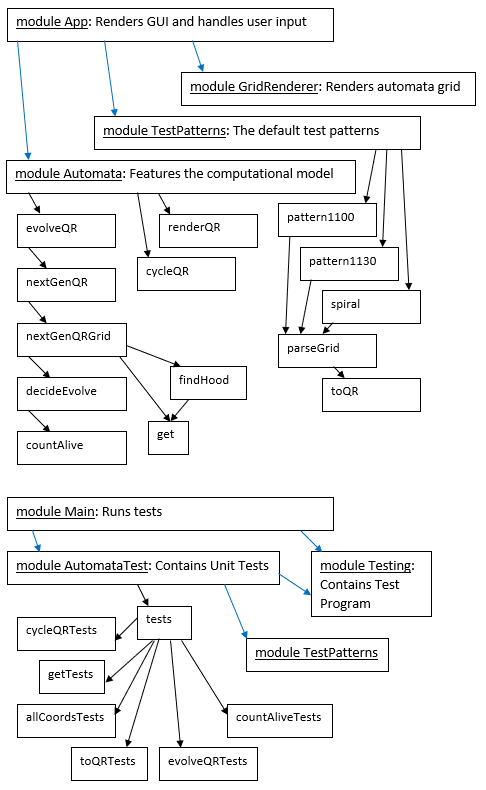 module App: Renders GUI and handles user input
module GridRenderer: Renders automata grid
module TestPatterns: The default test patterns
module Automata: Features the computational model
evolveQR
renderQR
pattern1100
cycleQR
pattern1130
nextGenQR
spiral
nextGenQRGrid
parseGrid
findHood
decideEvolve
toQR
get
countAlive
module Main: Runs tests
module AutomataTest: Contains Unit Tests
module Testing:
Contains Test
Program
tests
cycleQRTests
module TestPatterns
getTests
allCoordsTests
countAliveTests
toQRTests
evolveQRTests